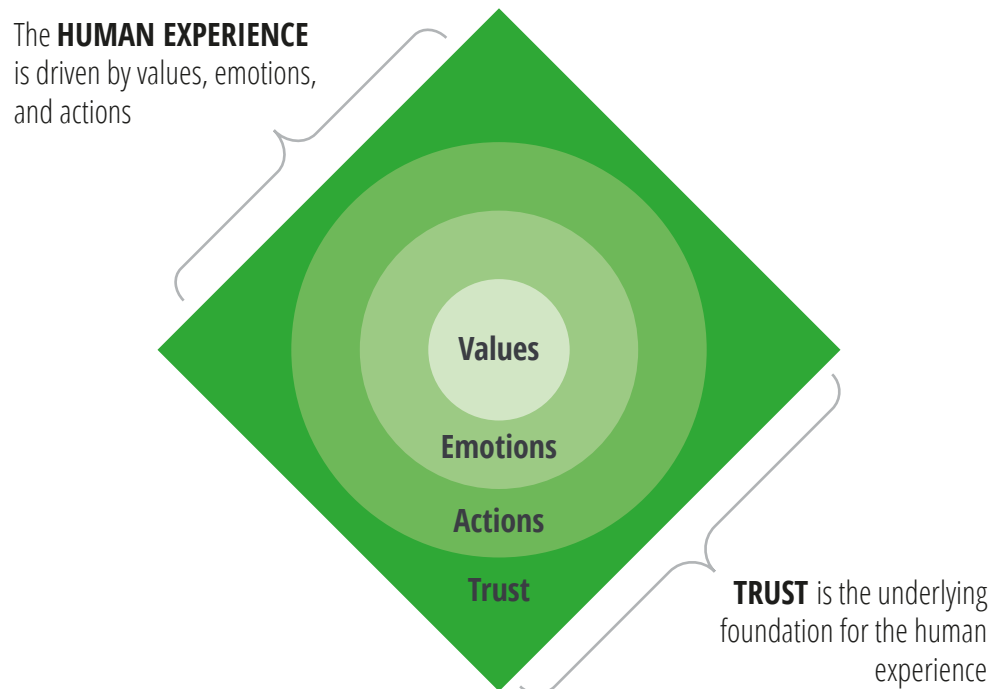 The HUMAN EXPERIENCE
is driven by values, emotions,
and actions
Values
Emotions
Actions
Trust
TRUST is the underlying
foundation for the human
experience